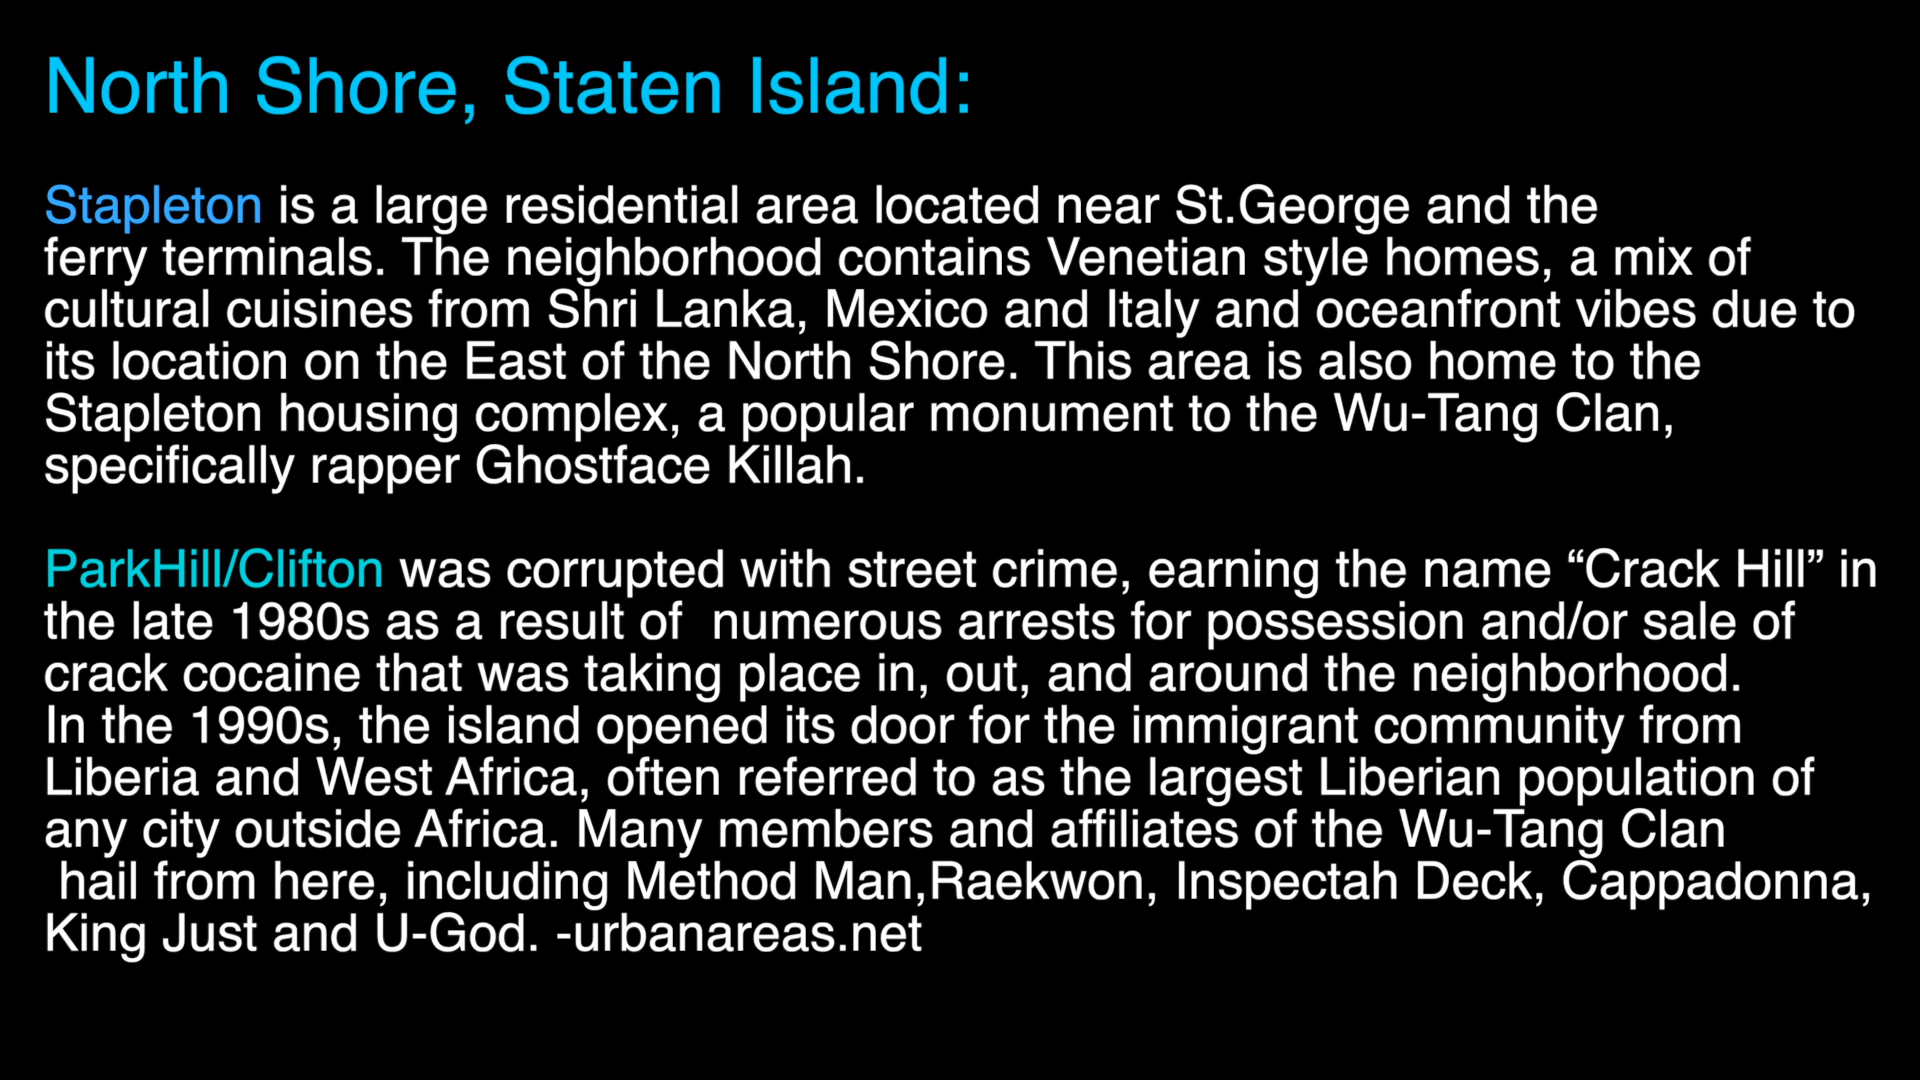 North Shore, Staten Island:
Stapleton is a large residential area located near St.George and the
ferry terminals. The neighborhood contains Venetian style homes, a mix of
cultural cuisines from Shri Lanka, Mexico and Italy and oceanfront vibes due to
its location on the East of the North Shore. This area is also home to the
Stapleton housing complex, a popular monument to the Wu-Tang Clan,
specifically rapper Ghostface Killah.
ParkHill/Clifton was corrupted with street crime, earning the name “Crack Hill” in
the late 1980s as a result of  numerous arrests for possession and/or sale of
crack cocaine that was taking place in, out, and around the neighborhood.
In the 1990s, the island opened its door for the immigrant community from
Liberia and West Africa, often referred to as the largest Liberian population of
any city outside Africa. Many members and affiliates of the Wu-Tang Clan
hail from here, including Method Man,Raekwon, Inspectah Deck, Cappadonna,
King Just and U-God. -urbanareas.net